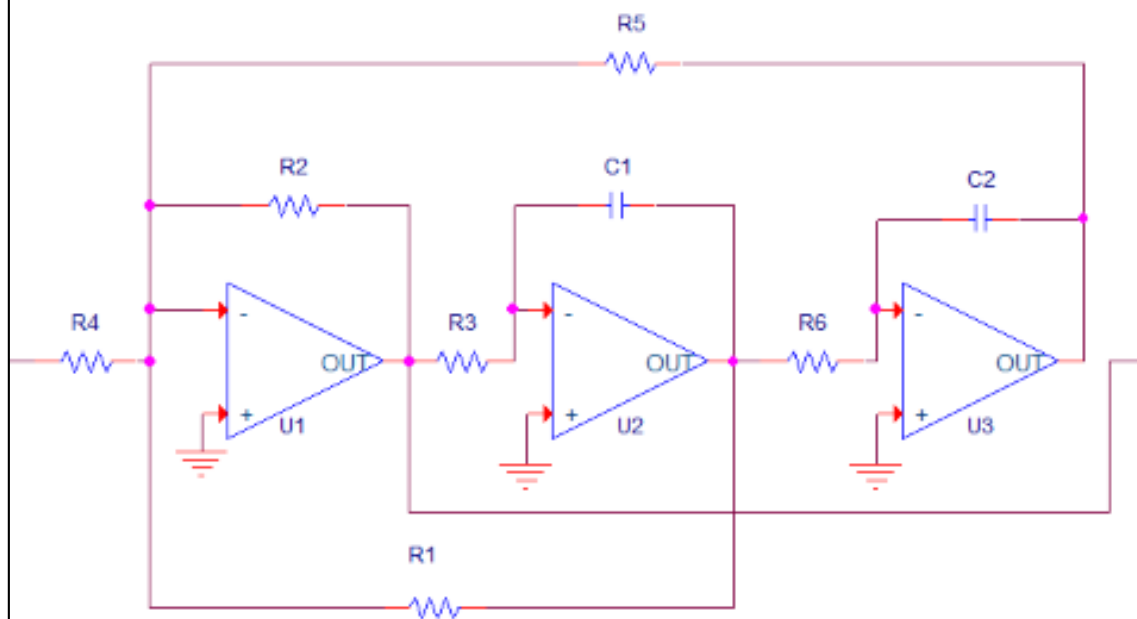 R5
R2
C1
C2
R4
-
OUT
+
U1
R3
-
OUT
+
U2
R6
-
OUT
+
U3
R1